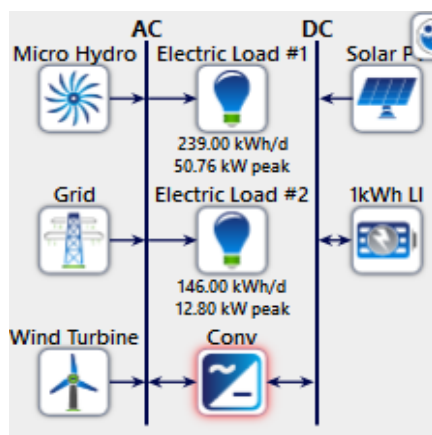 AC DC
Micro Hydro Electric Load #1 Solar P
239.00 kWh/d
50.76 kW peak
Grid Electric Load #2 1kWh LI
146.00 kWh/d
12.80 kW peak
Wind Turbine Conv